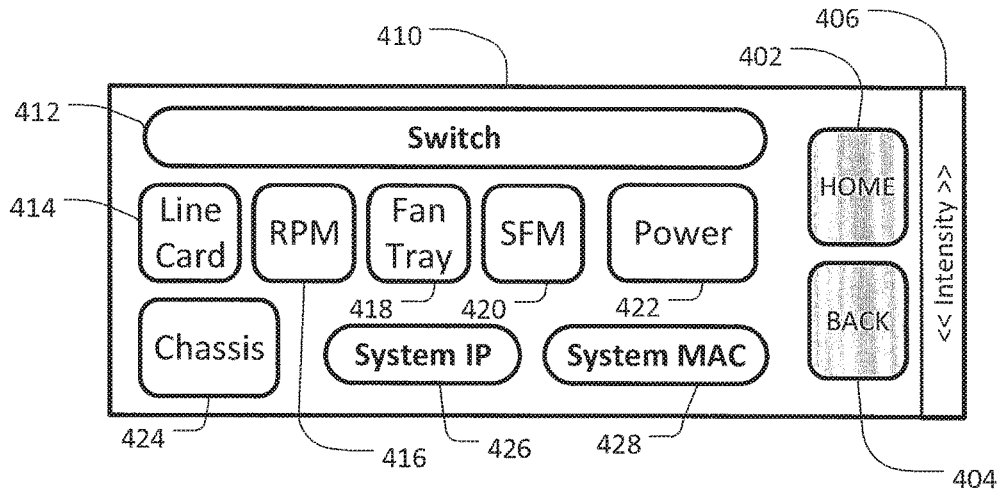 410
406
402
412
Switch
414
Line
Card
RPM
Fan
Tray
SFM
Power
HOME
<< Intensity >>
418
420
422
Chassis
System IP
System MAC
BACK
424
416
426
428
404